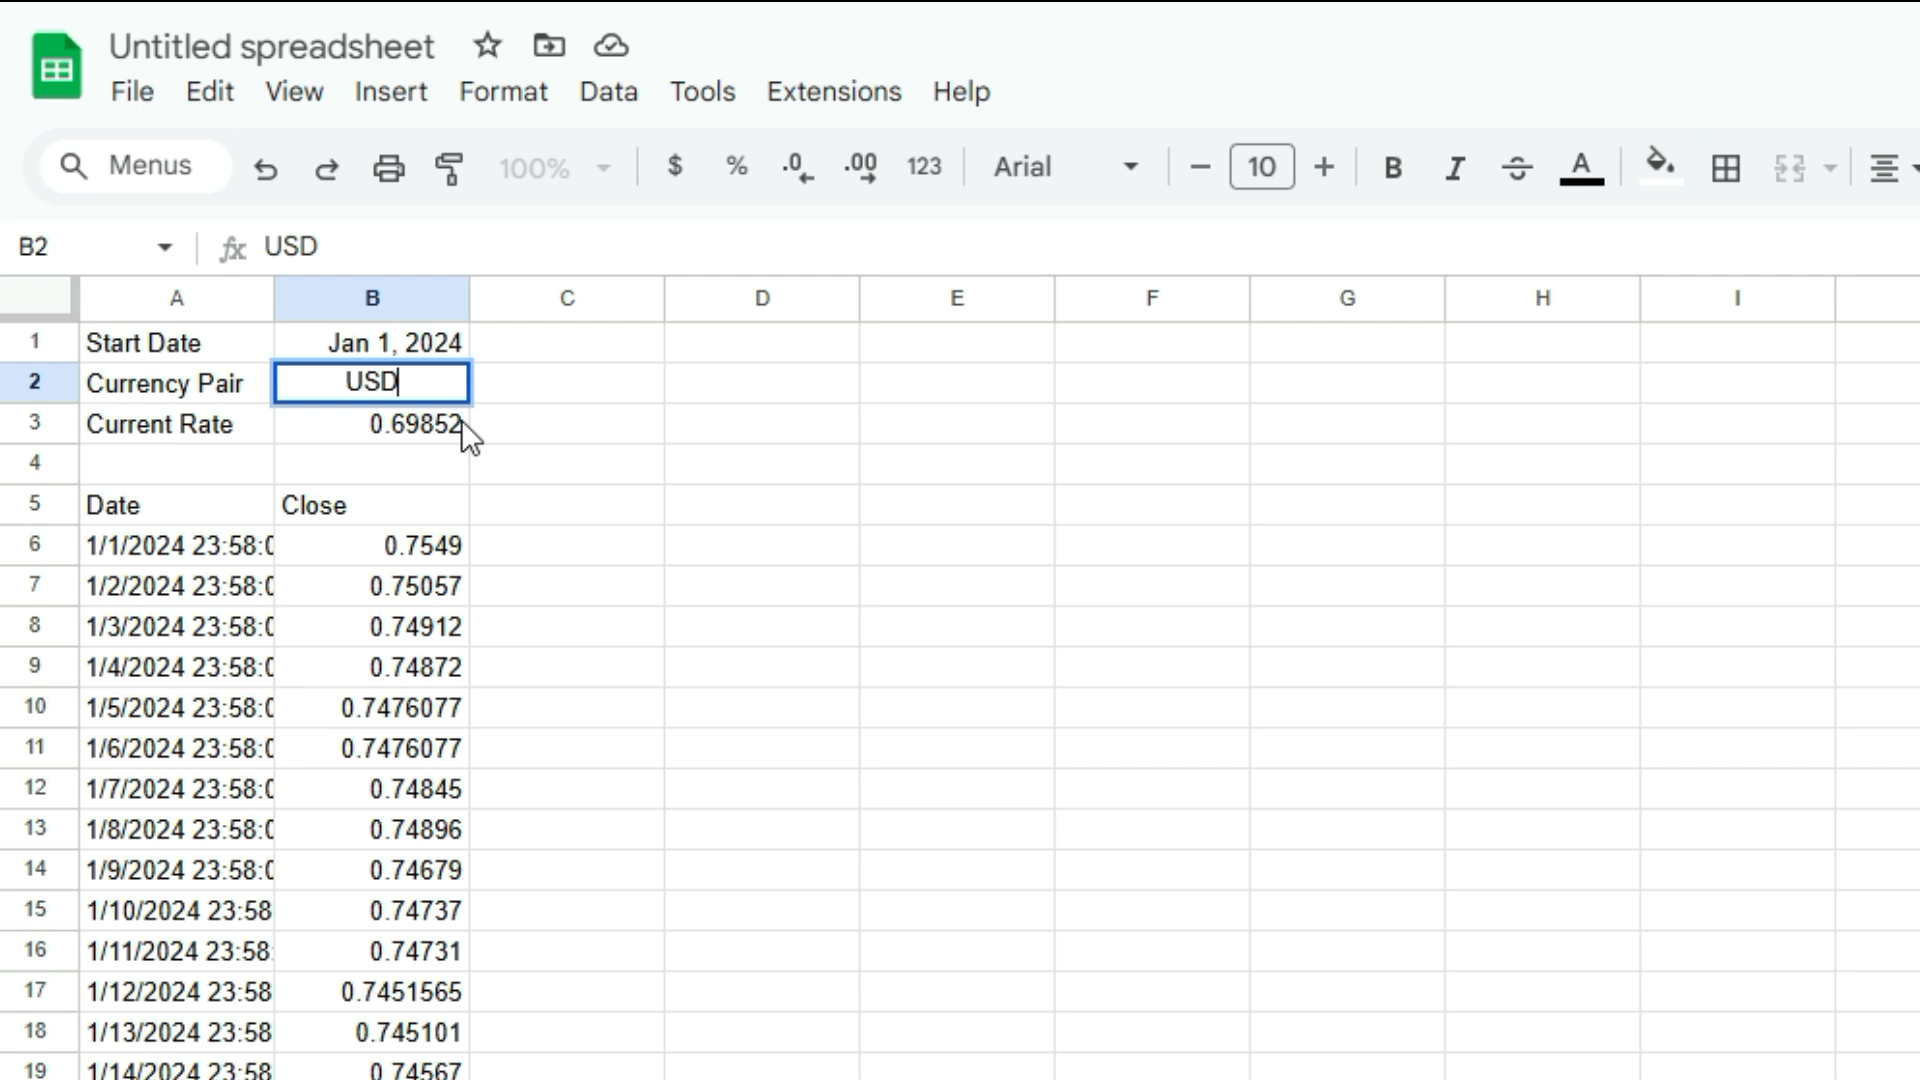 Untitled spreadsheet
File Edit View Insert Format Data Tools Extensions Help
Menus 100% $ % .0 .00 123 Arial 10 B I A
B2 fx USD
A B C D E F G H I
1 Start Date Jan 1, 2024
2 Currency Pair USD
3 Current Rate 0.69852
4
5 Date Close
6 1/1/2024 23:58:0 0.7549
7 1/2/2024 23:58:0 0.75057
8 1/3/2024 23:58:0 0.74912
9 1/4/2024 23:58:0 0.74872
10 1/5/2024 23:58:0 0.7476077
11 1/6/2024 23:58:0 0.7476077
12 1/7/2024 23:58:0 0.74845
13 1/8/2024 23:58:0 0.74896
14 1/9/2024 23:58:0 0.74679
15 1/10/2024 23:58 0.74737
16 1/11/2024 23:58: 0.74731
17 1/12/2024 23:58 0.7451565
18 1/13/2024 23:58 0.745101
19 1/14/2024 23:58 0.74567